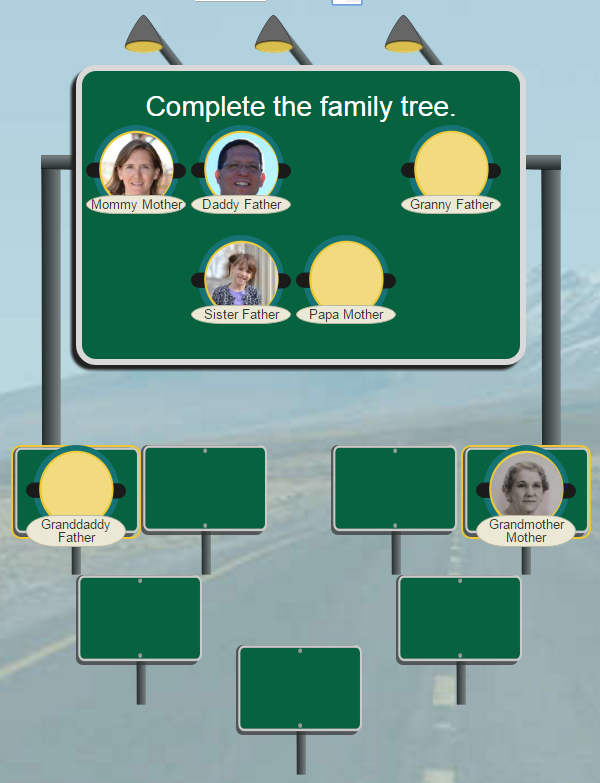 Complete the family tree.
Mommy Mother
Daddy Father
Granny Father
Sister Father
Papa Mother
Granddaddy
Father
Grandmother
Mother